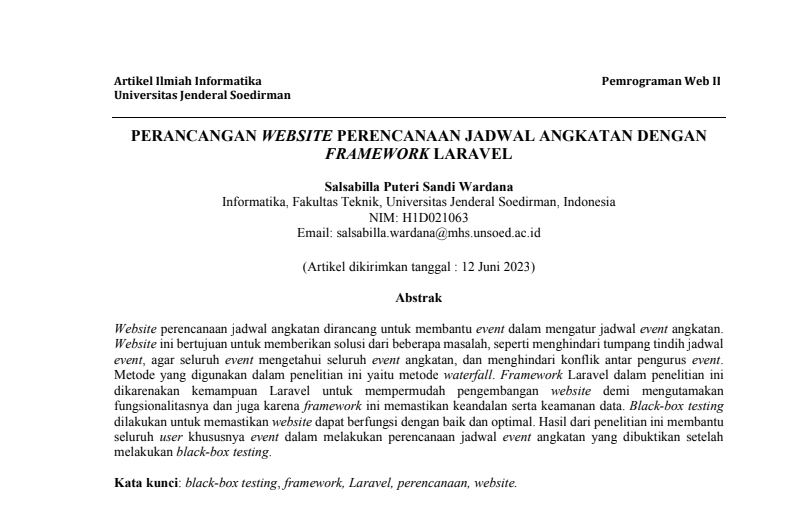 Artikel Ilmiah Informatika Pemrograman Web II
Universitas Jenderal Soedirman
PERANCANGAN WEBSITE PERENCANAAN JADWAL ANGKATAN DENGAN
FRAMEWORK LARAVEL
Salsabilla Puteri Sandi Wardana
Informatika, Fakultas Teknik, Universitas Jenderal Soedirman, Indonesia
NIM: H1D021063
Email: salsabilla.wardana@mhs.unsoed.ac.id
(Artikel dikirimkan tanggal : 12 Juni 2023)
Abstrak
Website perencanaan jadwal angkatan dirancang untuk membantu event dalam mengatur jadwal event angkatan.
Website ini bertujuan untuk memberikan solusi dari beberapa masalah, seperti menghindari tumpang tindih jadwal
event, agar seluruh event mengetahui seluruh event angkatan, dan menghindari konflik antar pengurus event.
Metode yang digunakan dalam penelitian ini yaitu metode waterfall. Framework Laravel dalam penelitian ini
dikarenakan kemampuan Laravel untuk mempermudah pengembangan website demi mengutamakan
fungsionalitasnya dan juga karena framework ini memastikan keandalan serta keamanan data. Black-box testing
dilakukan untuk memastikan website dapat berfungsi dengan baik dan optimal. Hasil dari penelitian ini membantu
seluruh user khususnya event dalam melakukan perencanaan jadwal event angkatan yang dibuktikan setelah
melakukan black-box testing.
Kata kunci: black-box testing, framework, Laravel, perencanaan, website.